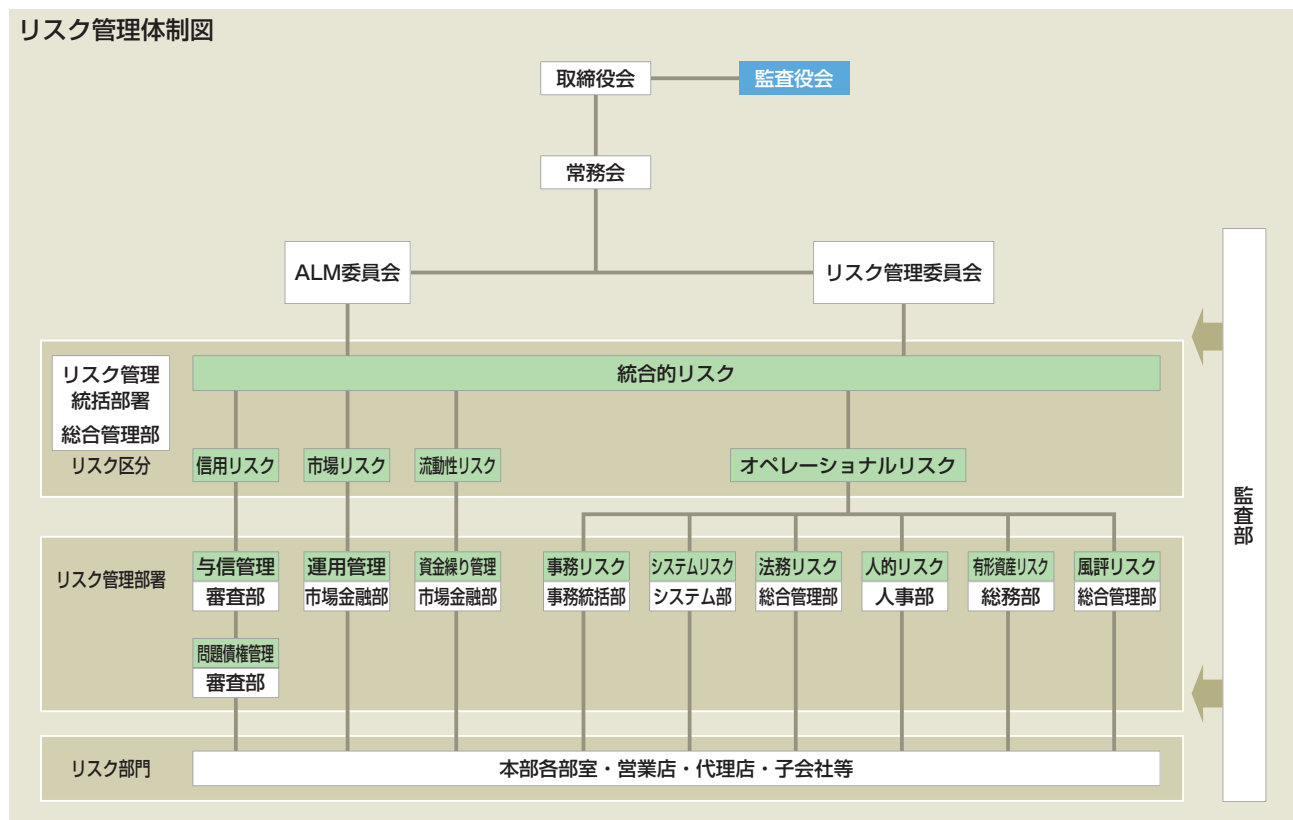 リスク管理体制図
取締役会
監査役会
常務会
ALM委員会
リスク管理委員会
リスク管理
統括部署
総合管理部
統合的リスク
リスク区分
信用リスク
市場リスク
流動性リスク
オペレーショナルリスク
リスク管理部署
与信管理
審査部
運用管理
市場金融部
資金繰り管理
市場金融部
事務リスク
事務統括部
システムリスク
システム部
法務リスク
総合管理部
人的リスク
人事部
有形資産リスク
総務部
風評リスク
総合管理部
問題債権管理
審査部
リスク部門
本部各部室・営業店・代理店・子会社等
監査部